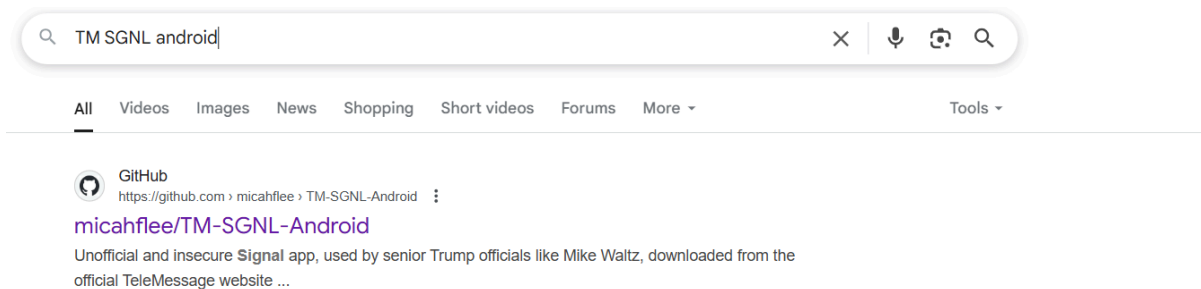 TM SGNL android
All Videos Images News Shopping Short videos Forums More Tools
GitHub
https://github.com › micahflee › TM-SGNL-Android
micahflee/TM-SGNL-Android
Unofficial and insecure Signal app, used by senior Trump officials like Mike Waltz, downloaded from the
official TeleMessage website ...